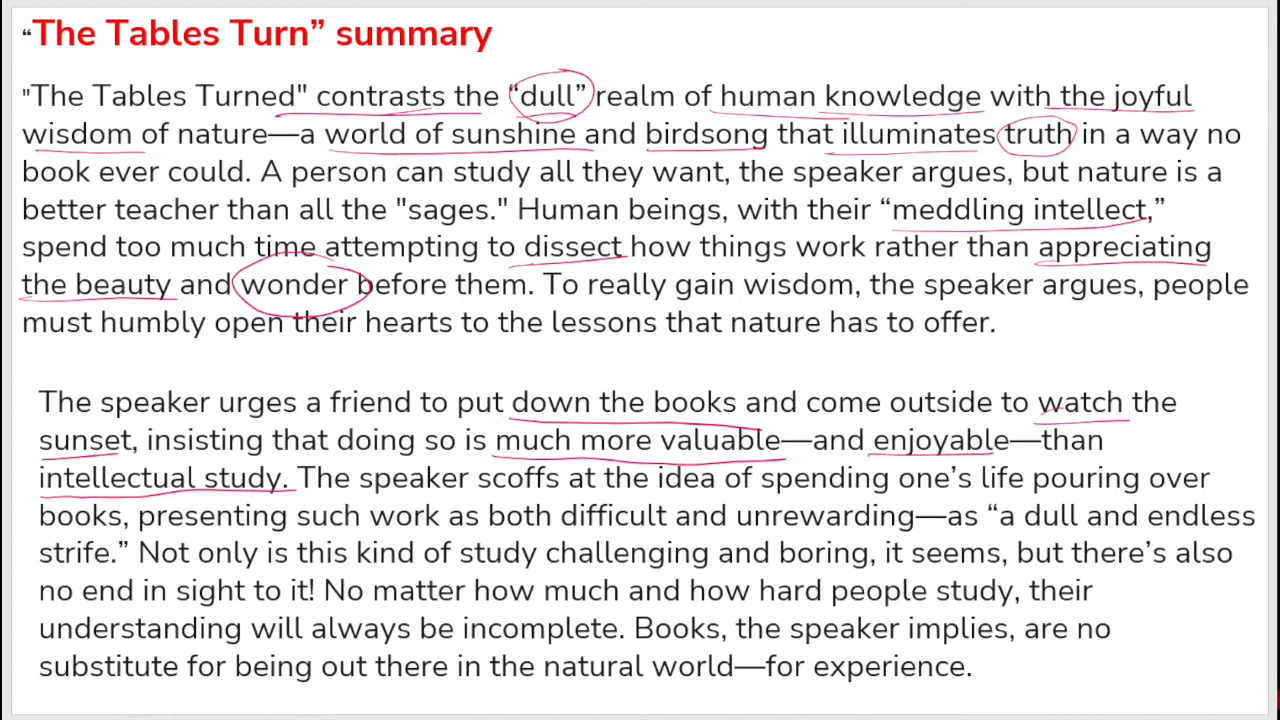 “The Tables Turn” summary
"The Tables Turned" contrasts the “dull” realm of human knowledge with the joyful
wisdom of nature—a world of sunshine and birdsong that illuminates truth in a way no
book ever could. A person can study all they want, the speaker argues, but nature is a
better teacher than all the "sages." Human beings, with their “meddling intellect,”
spend too much time attempting to dissect how things work rather than appreciating
the beauty and wonder before them. To really gain wisdom, the speaker argues, people
must humbly open their hearts to the lessons that nature has to offer.
The speaker urges a friend to put down the books and come outside to watch the
sunset, insisting that doing so is much more valuable—and enjoyable—than
intellectual study. The speaker scoffs at the idea of spending one’s life pouring over
books, presenting such work as both difficult and unrewarding—as “a dull and endless
strife.” Not only is this kind of study challenging and boring, it seems, but there’s also
no end in sight to it! No matter how much and how hard people study, their
understanding will always be incomplete. Books, the speaker implies, are no
substitute for being out there in the natural world—for experience.